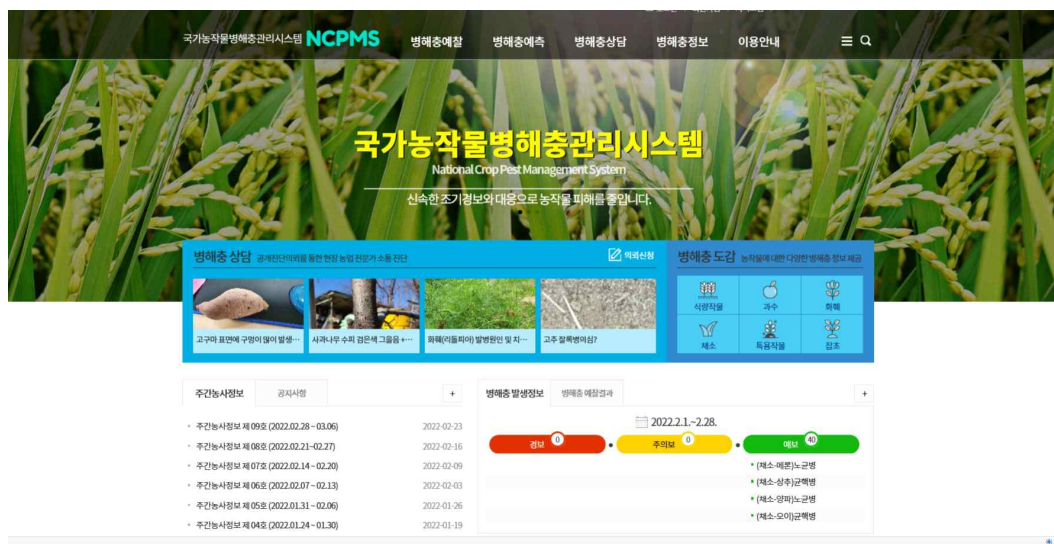 국가농작물병해충관리시스템 NCPMS
병해충예찰 병해충예측 병해충상담 병해충정보 이용안내
국가농작물병해충관리시스템
National Crop Pest Management System
신속한 조기경보와 대응으로 농작물 피해를 줄입니다.
병해충 상담 공개진단의뢰를 통한 현장 농업 전문가 소통 진단
의뢰신청
고구마 표면에 구멍이 많이 발생…
사과나무 수피 검은색 그을음 +…
화훼(리돌피아) 발병원인 및 치…
고주 잘록병의심?
병해충 도감 농작물에 대한 다양한 병해충 정보 제공
식량작물 과수 화훼
채소 특용작물 잡초
주간농사정보 공지사항 +
주간농사정보 제 09호 (2022.02.28 ~ 03.06) 2022-02-23
주간농사정보 제 08호 (2022.02.21~02.27) 2022-02-16
주간농사정보 제 07호 (2022.02.14 ~ 02.20) 2022-02-09
주간농사정보 제 06호 (2022.02.07 ~ 02.13) 2022-02-03
주간농사정보 제 05호 (2022.01.31 ~ 02.06) 2022-01-26
주간농사정보 제 04호 (2022.01.24 ~ 01.30) 2022-01-19
병해충 발생정보 병해충 예찰결과 +
2022.2.1.~2.28.
경보 0 주의보 0 예보 40
(채소-메론)노균병
(채소-상추)균핵병
(채소-양파)노균병
(채소-오이)균핵병